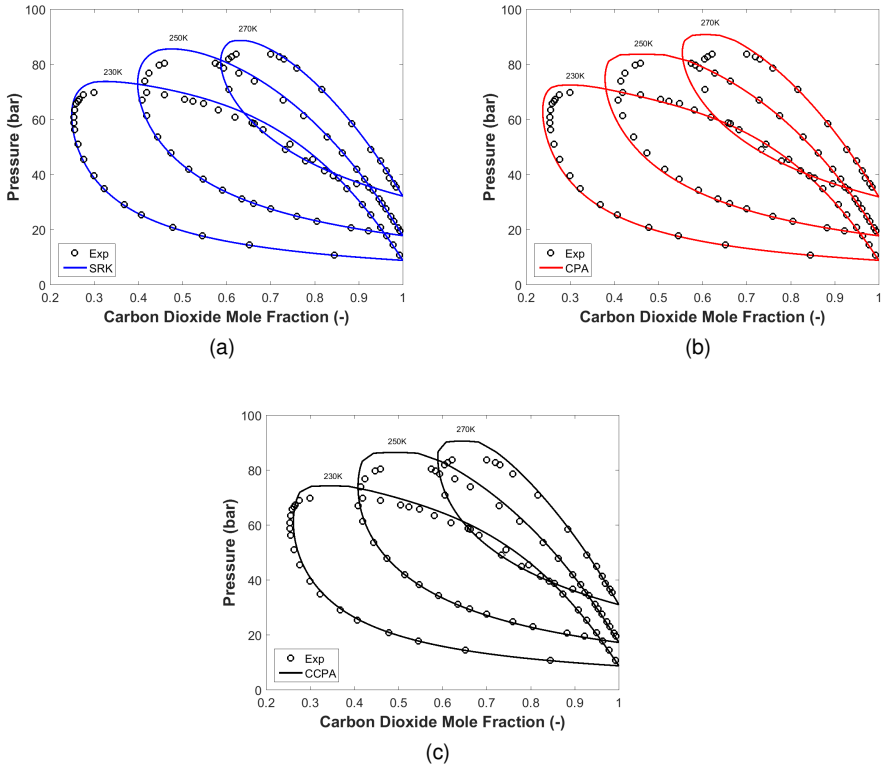 100
80
60
40
20
0
Pressure (bar)
230K
250K
270K
Exp
SRK
0.2 0.3 0.4 0.5 0.6 0.7 0.8 0.9 1
Carbon Dioxide Mole Fraction (-)
(a)
100
80
60
40
20
0
Pressure (bar)
230K
250K
270K
Exp
CPA
0.2 0.3 0.4 0.5 0.6 0.7 0.8 0.9 1
Carbon Dioxide Mole Fraction (-)
(b)
100
80
60
40
20
0
Pressure (bar)
230K
250K
270K
Exp
CCPA
0.2 0.3 0.4 0.5 0.6 0.7 0.8 0.9 1
Carbon Dioxide Mole Fraction (-)
(c)